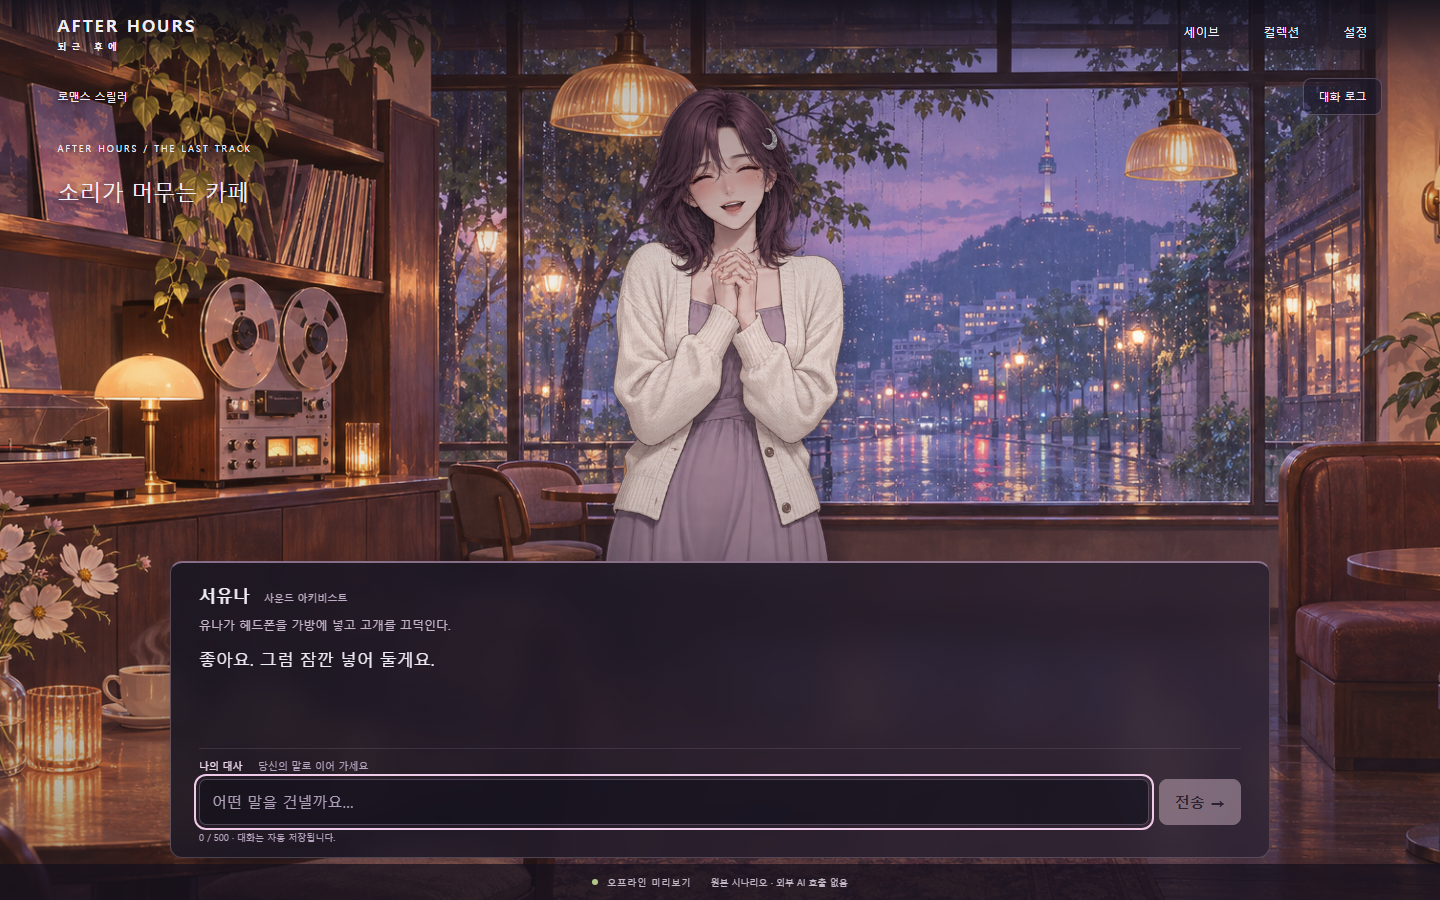 AFTER HOURS
퇴근 후에
세이브
컬렉션
설정
로맨스 스릴러
대화 로그
AFTER HOURS / THE LAST TRACK
소리가 머무는 카페
서유나 사운드 아키비스트
유나가 헤드폰을 가방에 넣고 고개를 끄덕인다.
좋아요. 그럼 잠깐 넣어 둘게요.
나의 대사 당신의 말로 이어 가세요
어떤 말을 건넬까요...
전송 →
0 / 500 · 대화는 자동 저장됩니다.
오프라인 미리보기 원본 시나리오 · 외부 AI 호출 없음